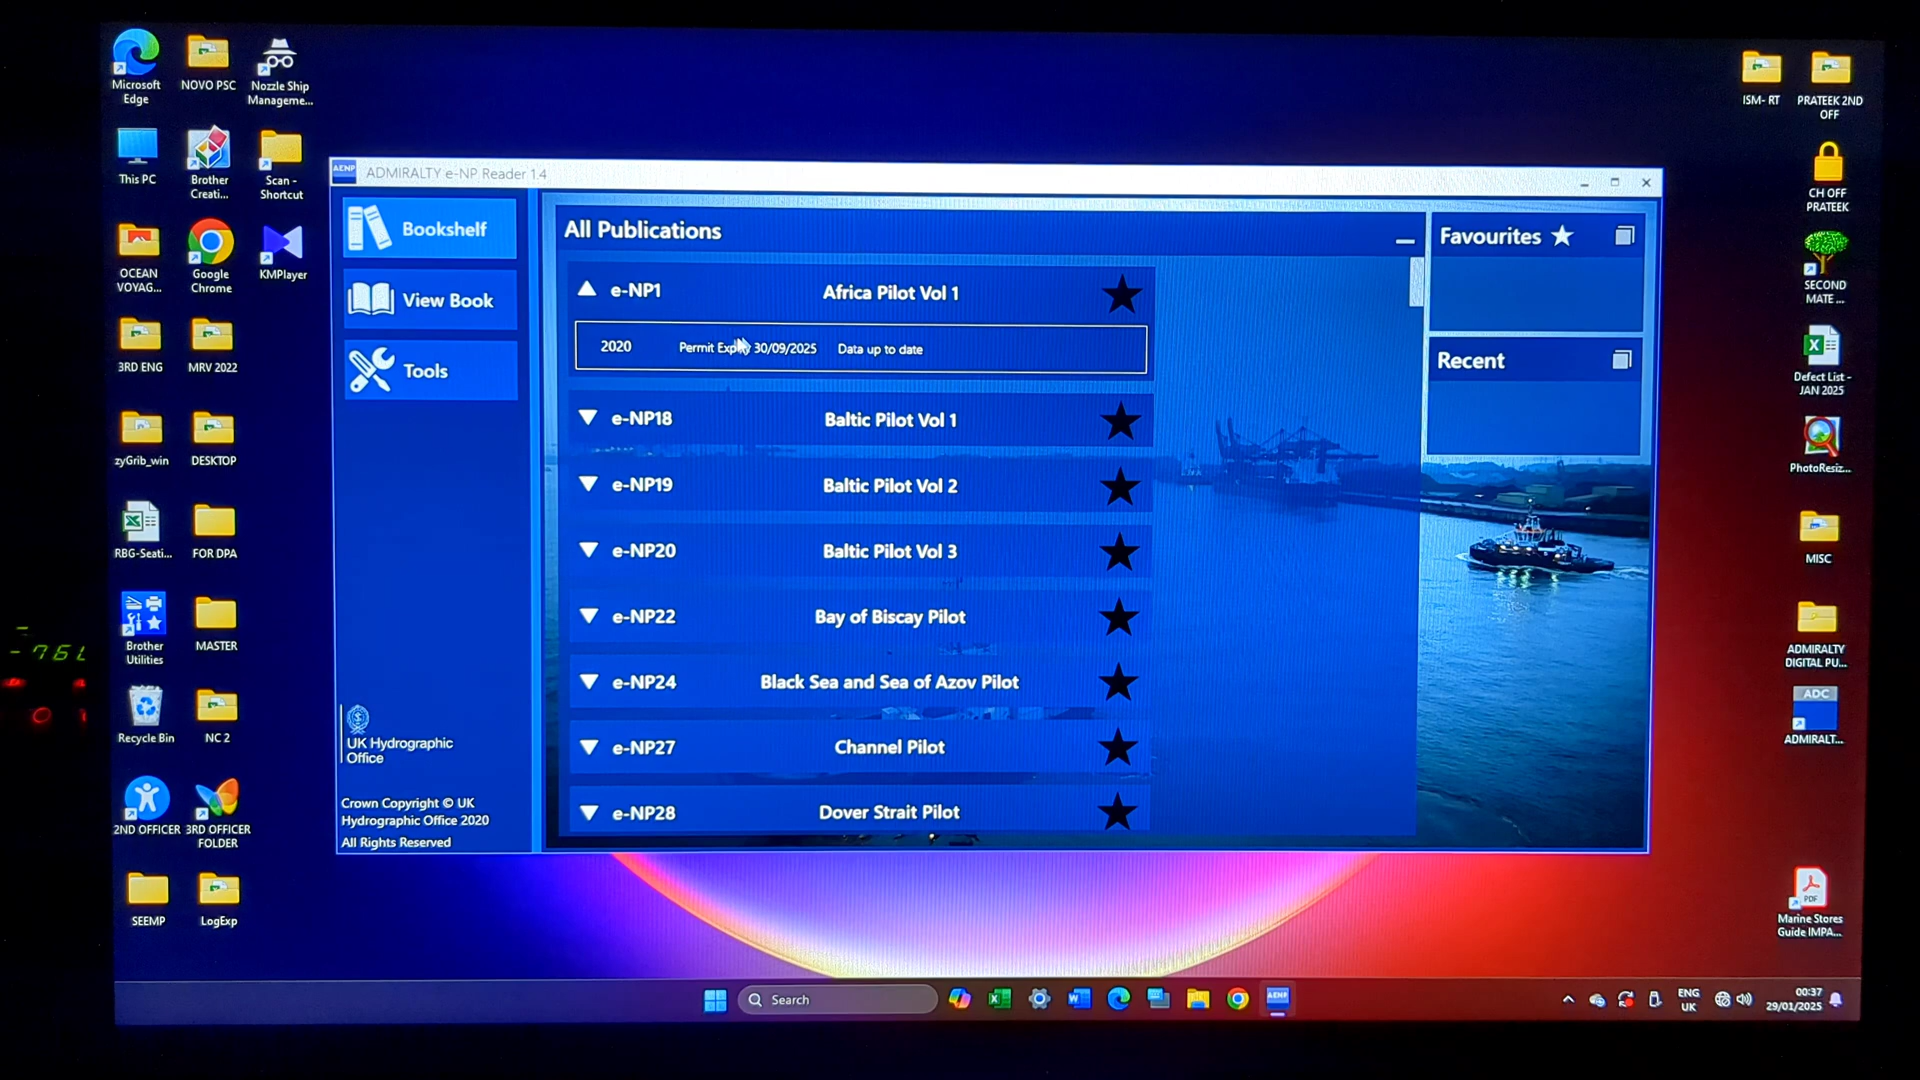 Microsoft
Edge
NOVO PSC
Nozzle Ship
Manageme...
This PC
Brother
Creati...
Scan -
Shortcut
OCEAN
VOYAG...
Google
Chrome
KMPlayer
3RD ENG
MRV 2022
zyGrib_win
DESKTOP
RBG-Seati...
FOR DPA
Brother
Utilities
MASTER
Recycle Bin
NC 2
2ND OFFICER
3RD OFFICER
FOLDER
SEEMP
LogExp
AENP
ADMIRALTY e-NP Reader 1.4
Bookshelf
View Book
Tools
UK Hydrographic
Office
Crown Copyright © UK
Hydrographic Office 2020
All Rights Reserved
All Publications
e-NP1 Africa Pilot Vol 1
2020 Permit Expiry 30/09/2025 Data up to date
e-NP18 Baltic Pilot Vol 1
e-NP19 Baltic Pilot Vol 2
e-NP20 Baltic Pilot Vol 3
e-NP22 Bay of Biscay Pilot
e-NP24 Black Sea and Sea of Azov Pilot
e-NP27 Channel Pilot
e-NP28 Dover Strait Pilot
Favourites
Recent
ISM- RT
PRATEEK 2ND
OFF
CH OFF
PRATEEK
SECOND
MATE ...
Defect List -
JAN 2025
PhotoResiz...
MISC
ADMIRALTY
DIGITAL PU...
ADC
ADMIRALT...
PDF
Marine Stores
Guide IMPA...
Search
AENP
ENG
UK
00:37
29/01/2025